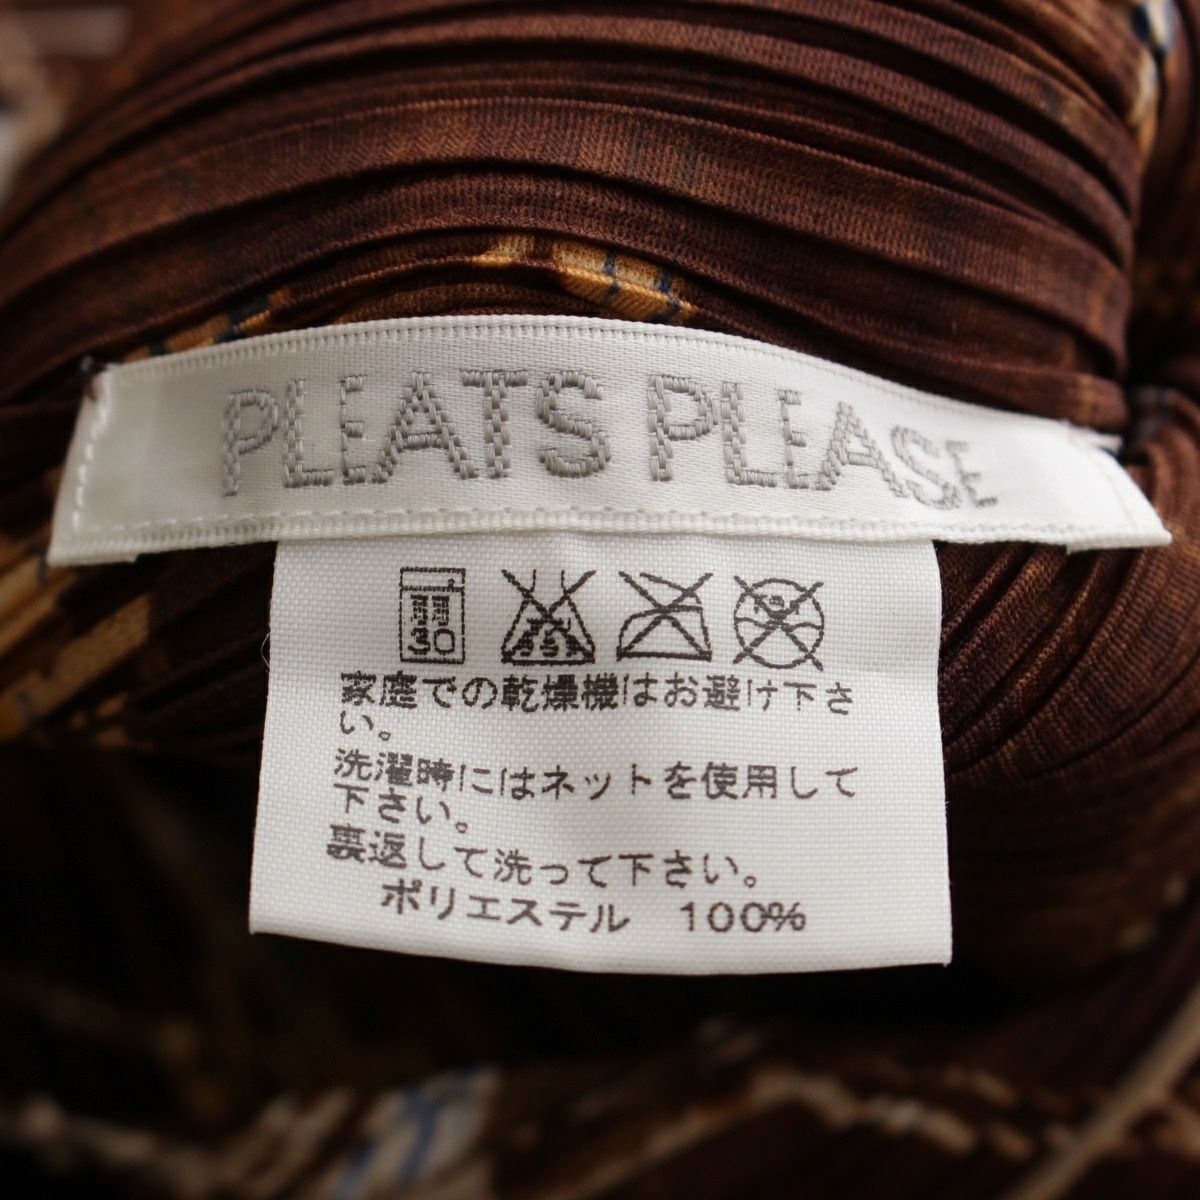 PLEATS PLEASE
30
家庭での乾燥機はお避け下さ
い。
洗濯時にはネットを使用して
下さい。
裏返して洗って下さい。
ポリエステル 100%